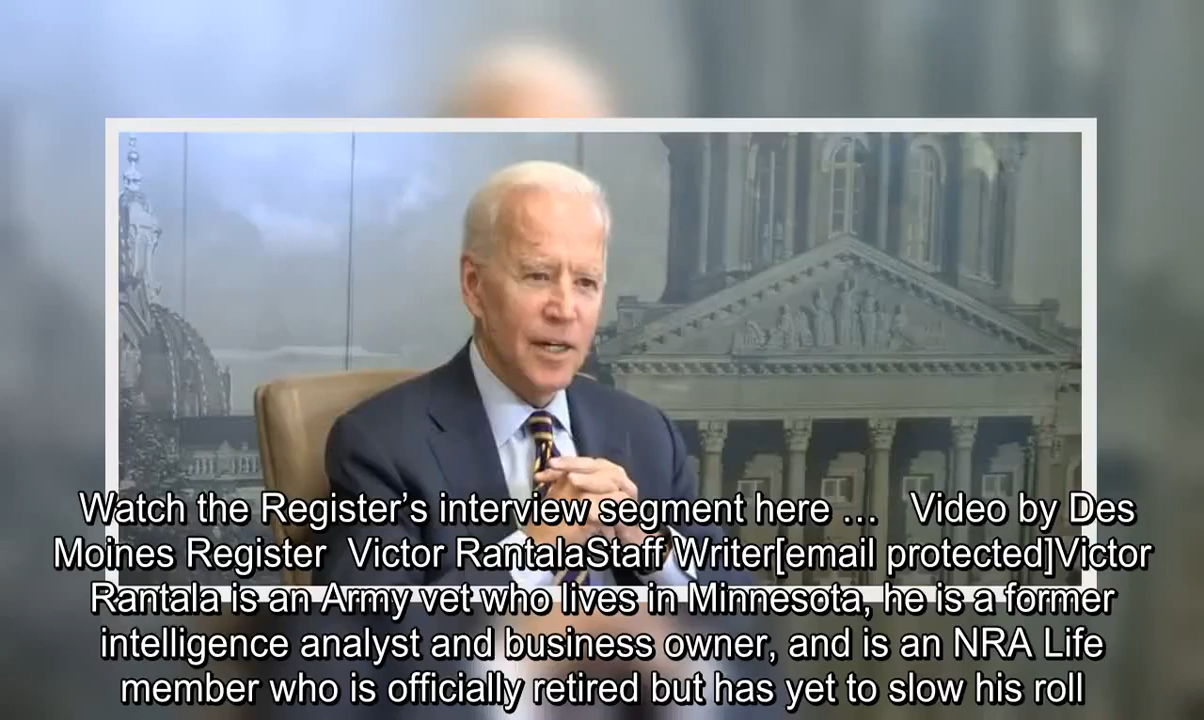 Watch the Register’s interview segment here ... Video by Des
Moines Register Victor RantalaStaff Writer[email protected]Victor
Rantala is an Army vet who lives in Minnesota, he is a former
intelligence analyst and business owner, and is an NRA Life
member who is officially retired but has yet to slow his roll